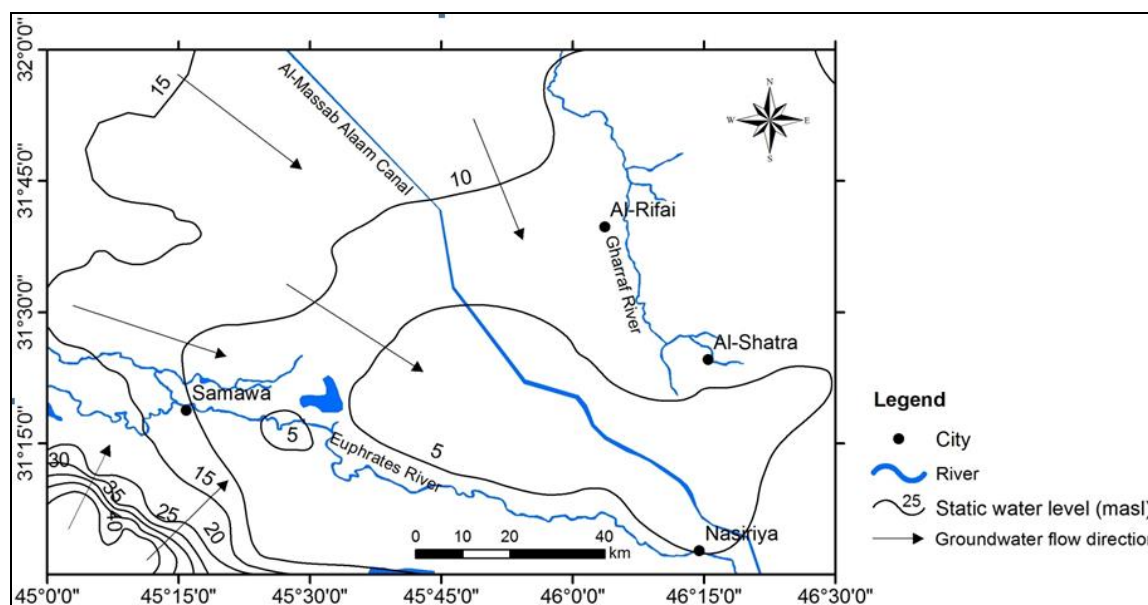 32°0'0"
31°45'0"
31°30'0"
31°15'0"
15
Al-Massab Alaam Canal
10
N
W E
S
Al-Rifai
Gharraf River
Al-Shatra
Samawa
5
5
Euphrates River
15
30
35
40
25
20
Nasiriya
0 10 20 40
km
45°0'0" 45°15'0" 45°30'0" 45°45'0" 46°0'0" 46°15'0" 46°30'0"
Legend
City
River
25 Static water level (masl)
Groundwater flow direction